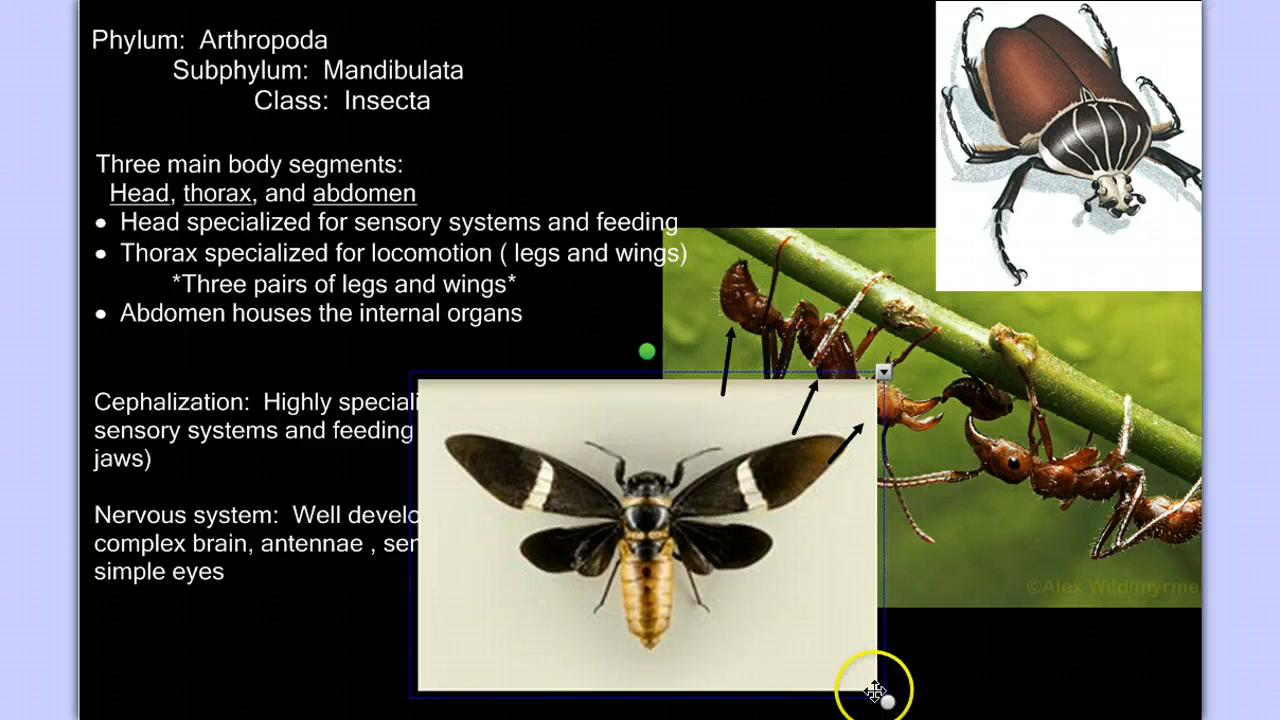 Phylum: Arthropoda
Subphylum: Mandibulata
Class: Insecta
Three main body segments:
Head, thorax, and abdomen
• Head specialized for sensory systems and feeding
• Thorax specialized for locomotion ( legs and wings)
*Three pairs of legs and wings*
• Abdomen houses the internal organs
Cephalization: Highly speciali
sensory systems and feeding
jaws)
Nervous system: Well develo
complex brain, antennae , ser
simple eyes
©Alex Wild/myrme